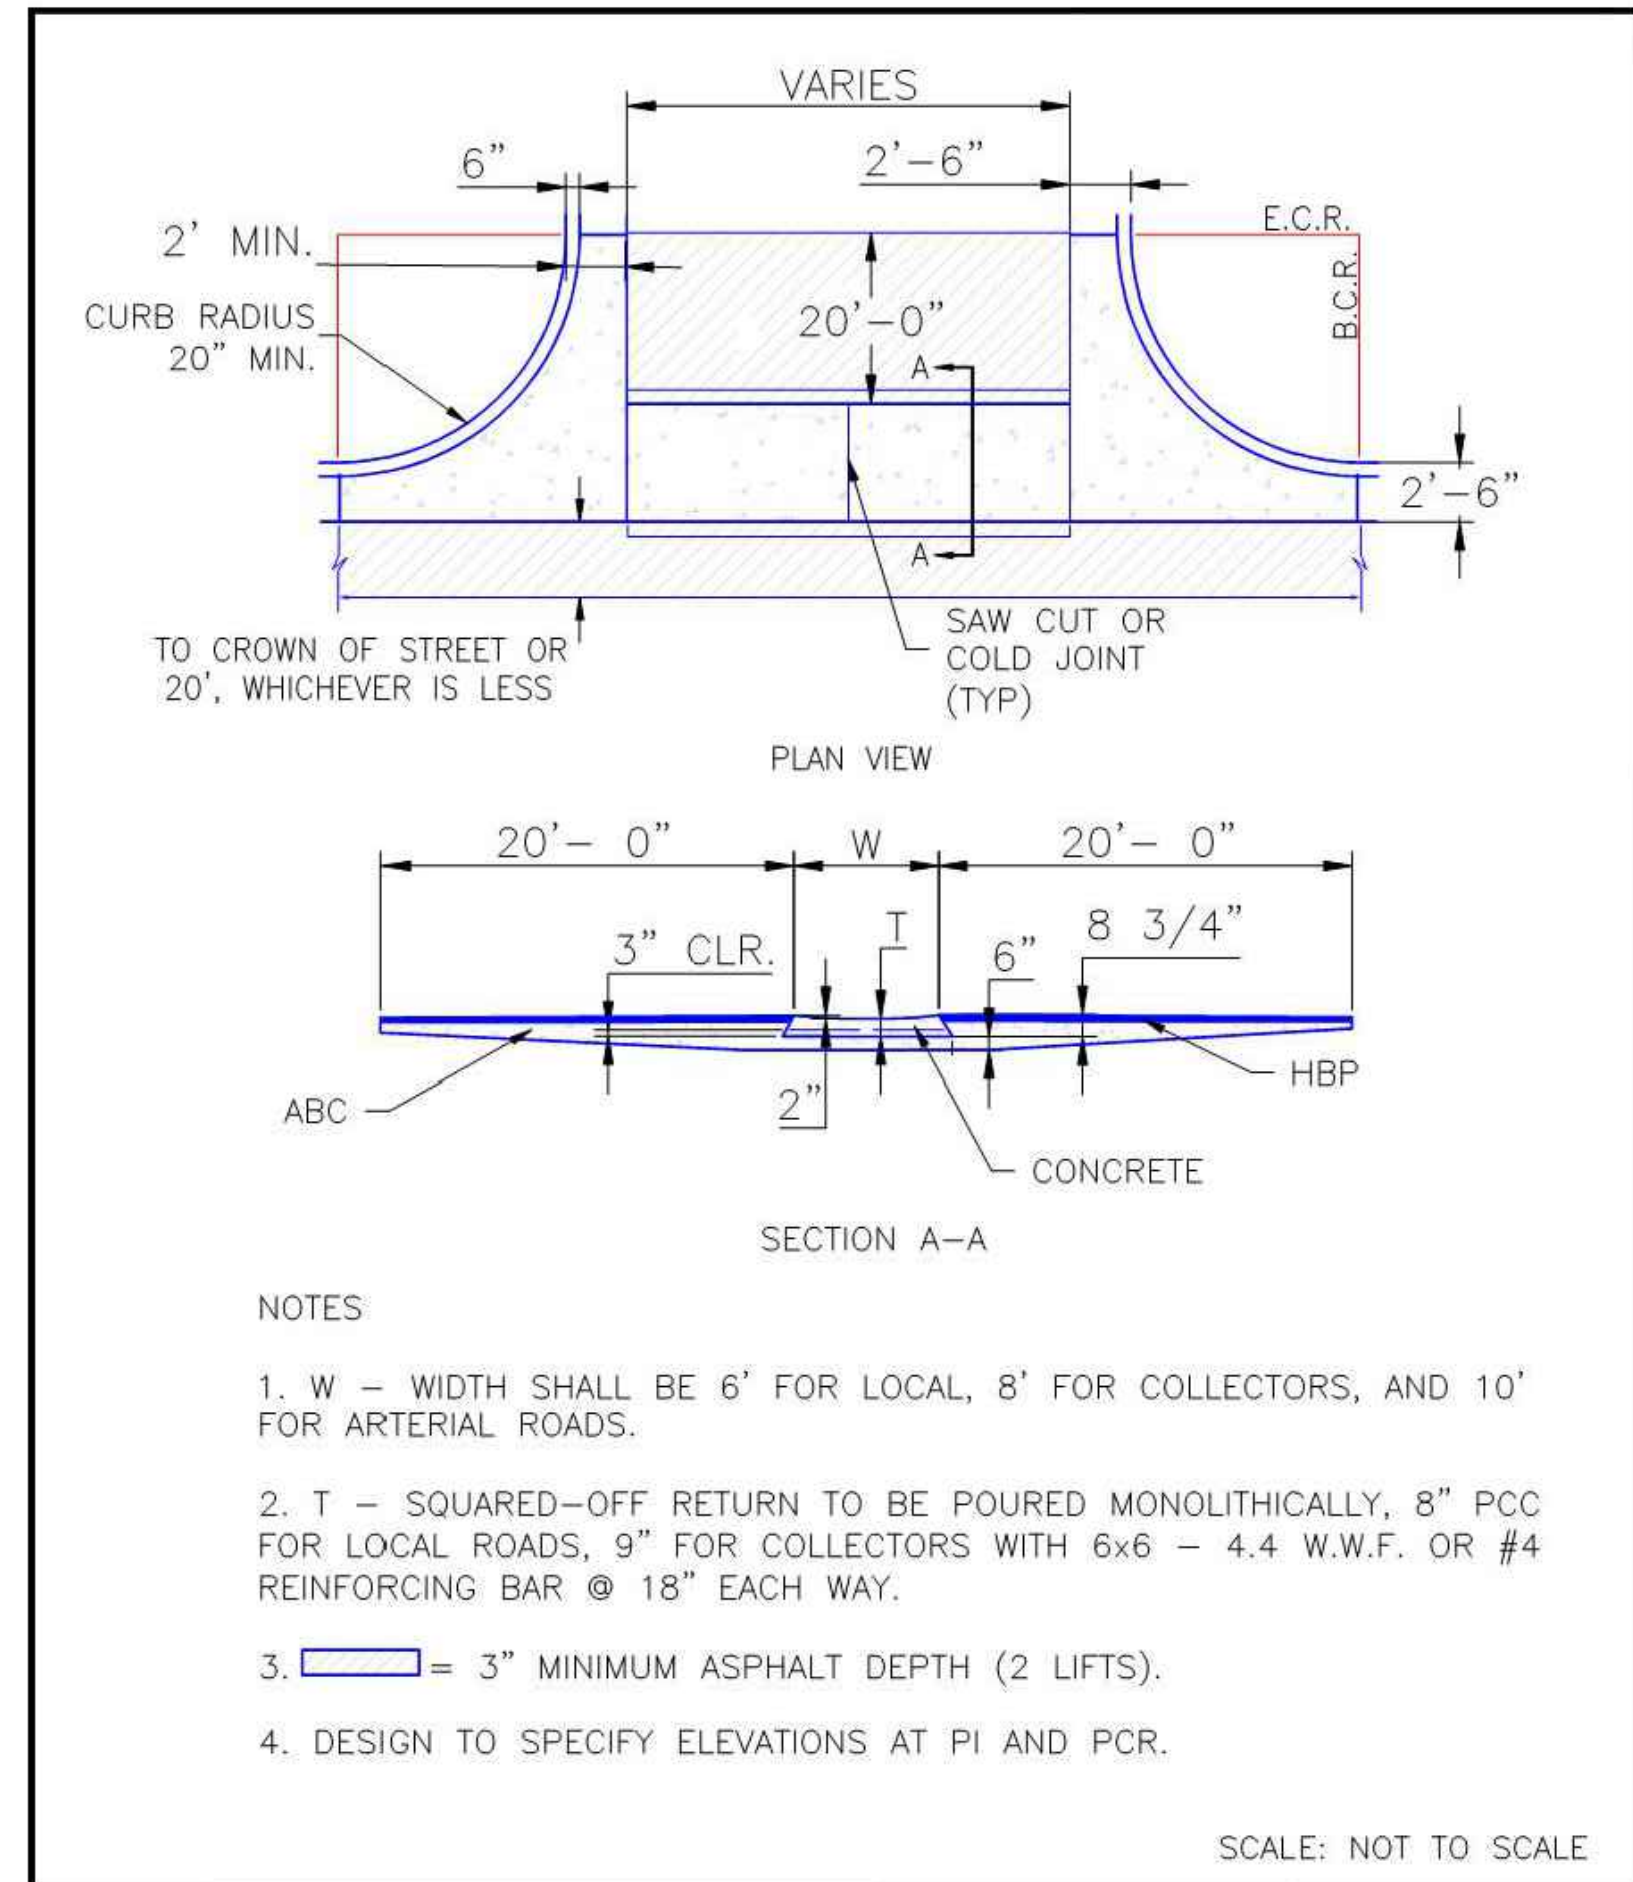 VARIES
6”
2’-6”
2’ MIN.
E.C.R.
B.C.R.
CURB RADIUS
20” MIN.
20’-0”
A
A
2’-6”
TO CROWN OF STREET OR
20’, WHICHEVER IS LESS
SAW CUT OR
COLD JOINT
(TYP)
PLAN VIEW
20’- 0”
W
20’- 0”
3” CLR.
T
6”
8 3/4”
2”
ABC
HBP
CONCRETE
SECTION A-A
NOTES
1. W - WIDTH SHALL BE 6’ FOR LOCAL, 8’ FOR COLLECTORS, AND 10’
FOR ARTERIAL ROADS.
2. T - SQUARED-OFF RETURN TO BE POURED MONOLITHICALLY, 8” PCC
FOR LOCAL ROADS, 9” FOR COLLECTORS WITH 6x6 - 4.4 W.W.F. OR #4
REINFORCING BAR @ 18” EACH WAY.
3. = 3” MINIMUM ASPHALT DEPTH (2 LIFTS).
4. DESIGN TO SPECIFY ELEVATIONS AT PI AND PCR.
SCALE: NOT TO SCALE